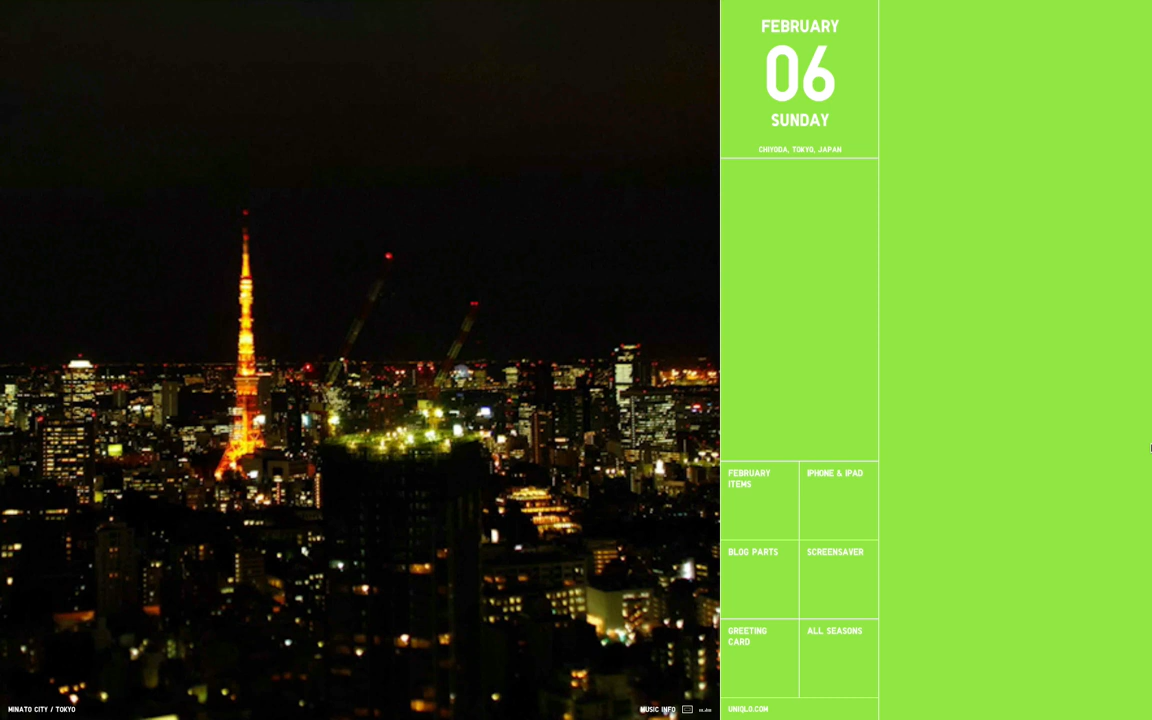 FEBRUARY
06
SUNDAY
CHIYODA, TOKYO, JAPAN
FEBRUARY
ITEMS
IPHONE & IPAD
BLOG PARTS
SCREENSAVER
GREETING
CARD
ALL SEASONS
MINATO CITY / TOKYO
MUSIC INFO
UNIQLO.COM